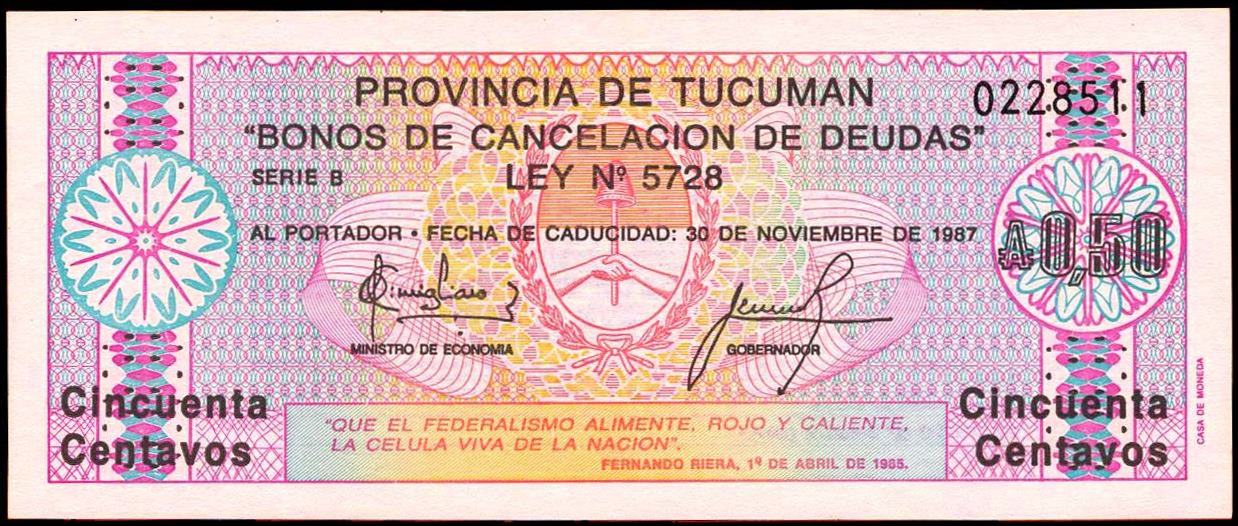 PROVINCIA DE TUCUMAN
0228511
"BONOS DE CANCELACION DE DEUDAS"
SERIE B
LEY Nº 5728
AL PORTADOR • FECHA DE CADUCIDAD: 30 DE NOVIEMBRE DE 1987
₳0,50
MINISTRO DE ECONOMIA
GOBERNADOR
Cincuenta
Centavos
"QUE EL FEDERALISMO ALIMENTE, ROJO Y CALIENTE,
LA CELULA VIVA DE LA NACION".
FERNANDO RIERA, 1º DE ABRIL DE 1985.
Cincuenta
Centavos
CASA DE MONEDA